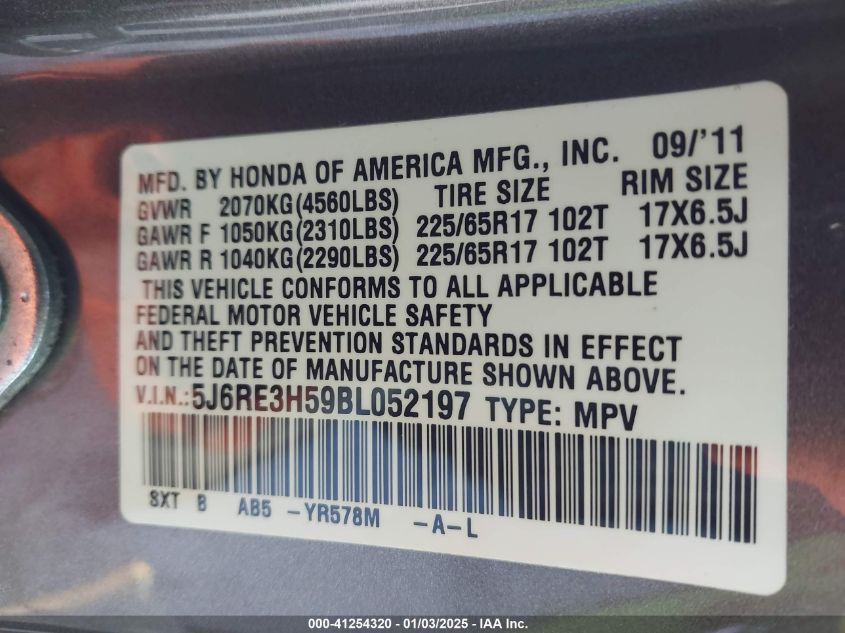 MFD. BY HONDA OF AMERICA MFG., INC. 09/'11
GVWR 2070KG(4560LBS) TIRE SIZE RIM SIZE
GAWR F 1050KG(2310LBS) 225/65R17 102T 17X6.5J
GAWR R 1040KG(2290LBS) 225/65R17 102T 17X6.5J
THIS VEHICLE CONFORMS TO ALL APPLICABLE
FEDERAL MOTOR VEHICLE SAFETY
AND THEFT PREVENTION STANDARDS IN EFFECT
ON THE DATE OF MANUFACTURE SHOWN ABOVE.
V.I.N.:5J6RE3H59BL052197 TYPE: MPV
SXT B AB5 -YR578M -A-L
000-41254320 - 01/03/2025 - IAA Inc.